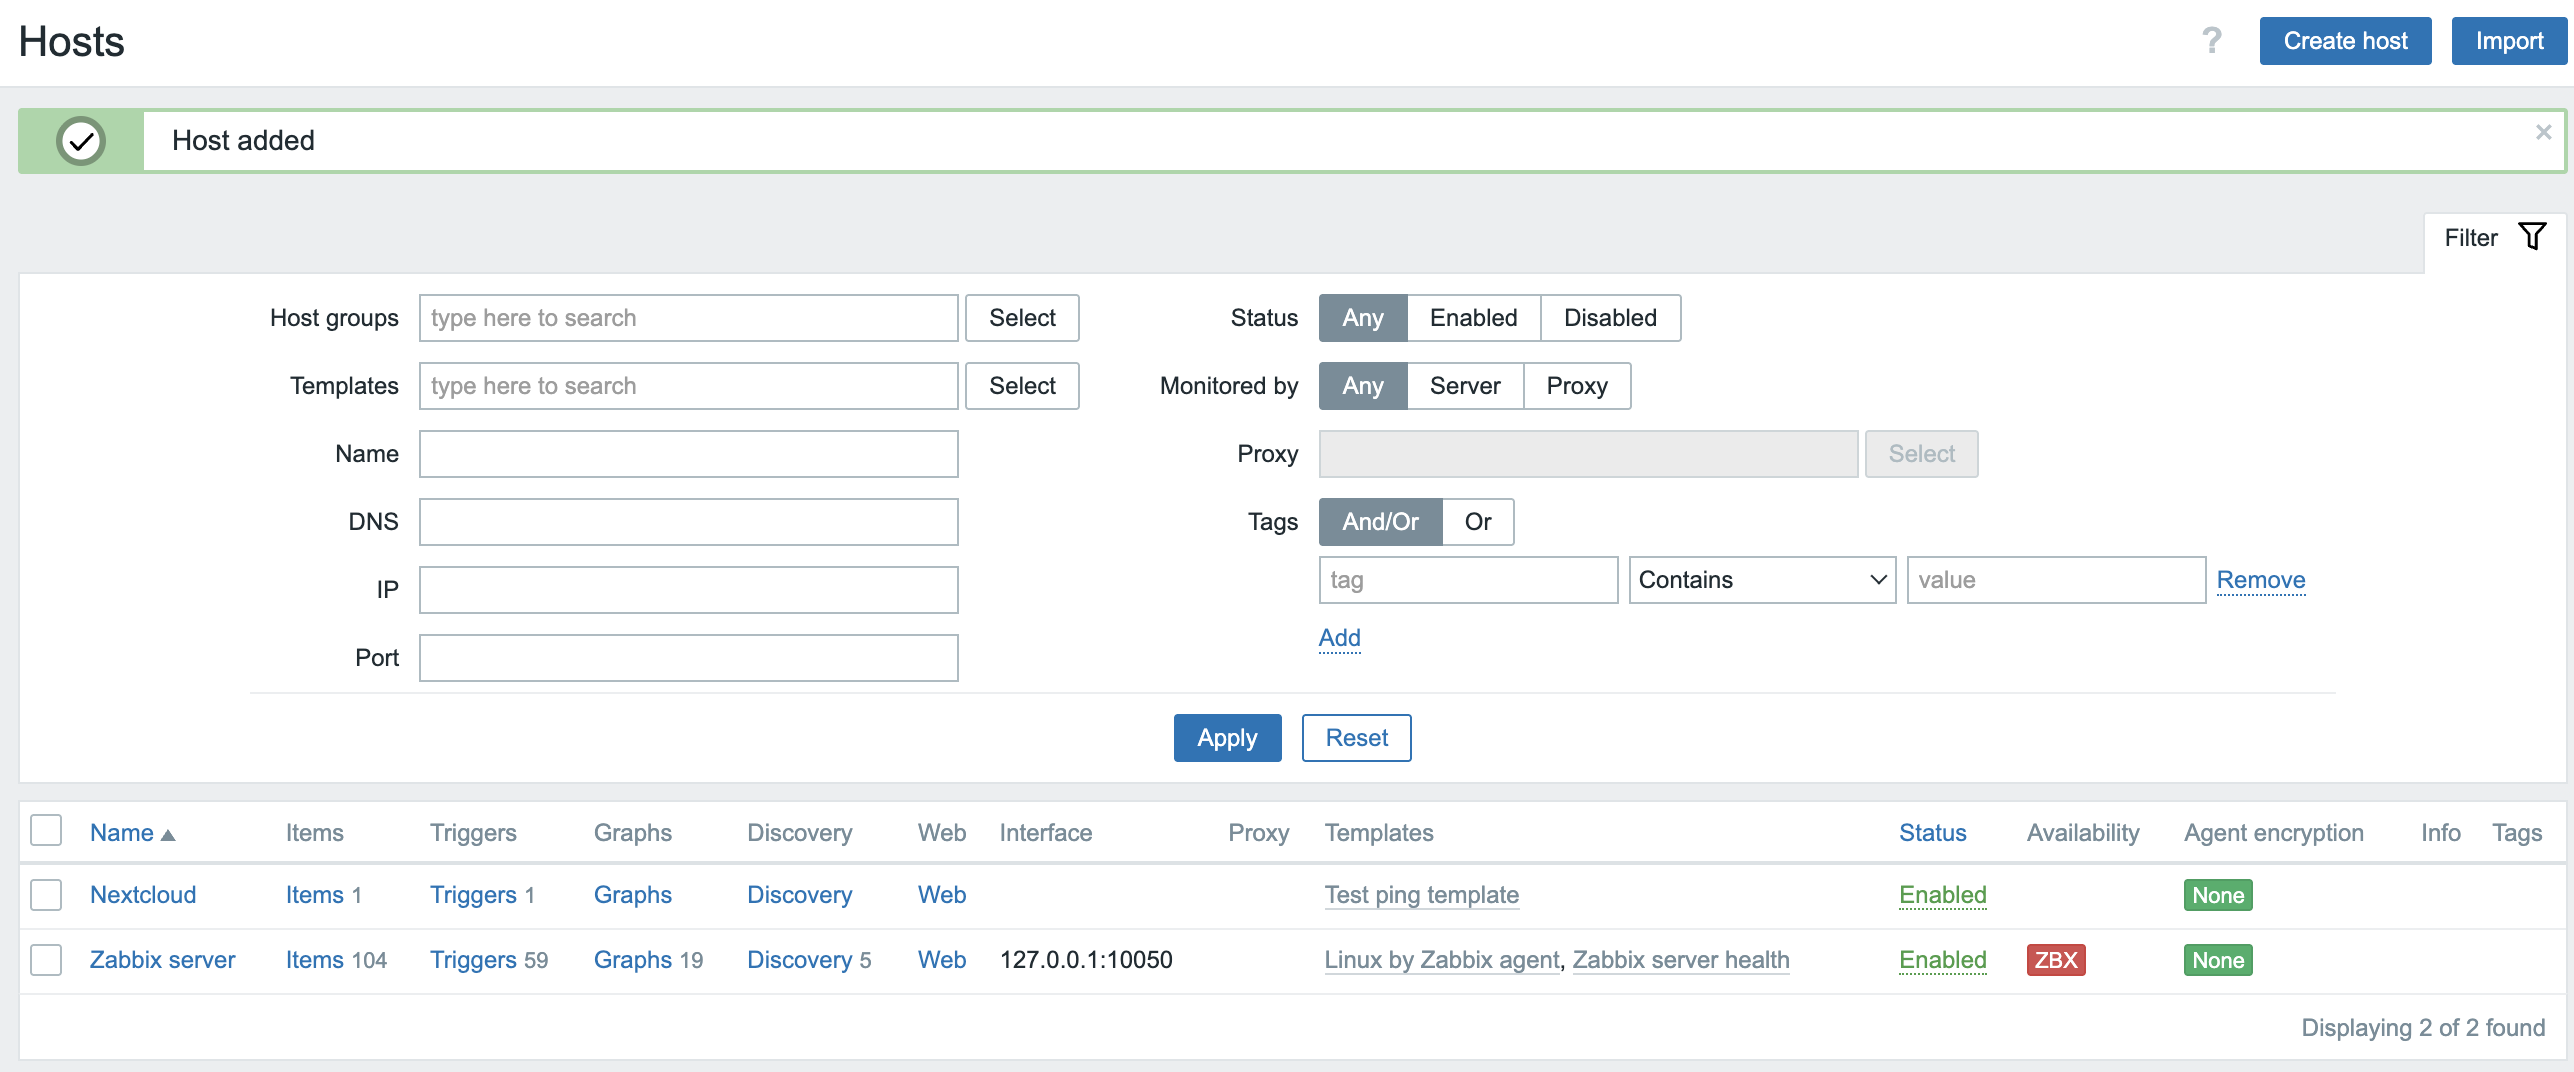 Hosts
? Create host Import
Host added
Filter
Host groups type here to search Select Status Any Enabled Disabled
Templates type here to search Select Monitored by Any Server Proxy
Name Proxy Select
DNS Tags And/Or Or
IP tag Contains value Remove
Add
Port
Apply Reset
Name Items Triggers Graphs Discovery Web Interface Proxy Templates Status Availability Agent encryption Info Tags
Nextcloud Items 1 Triggers 1 Graphs Discovery Web Test ping template Enabled None
Zabbix server Items 104 Triggers 59 Graphs 19 Discovery 5 Web 127.0.0.1:10050 Linux by Zabbix agent, Zabbix server health Enabled ZBX None
Displaying 2 of 2 found